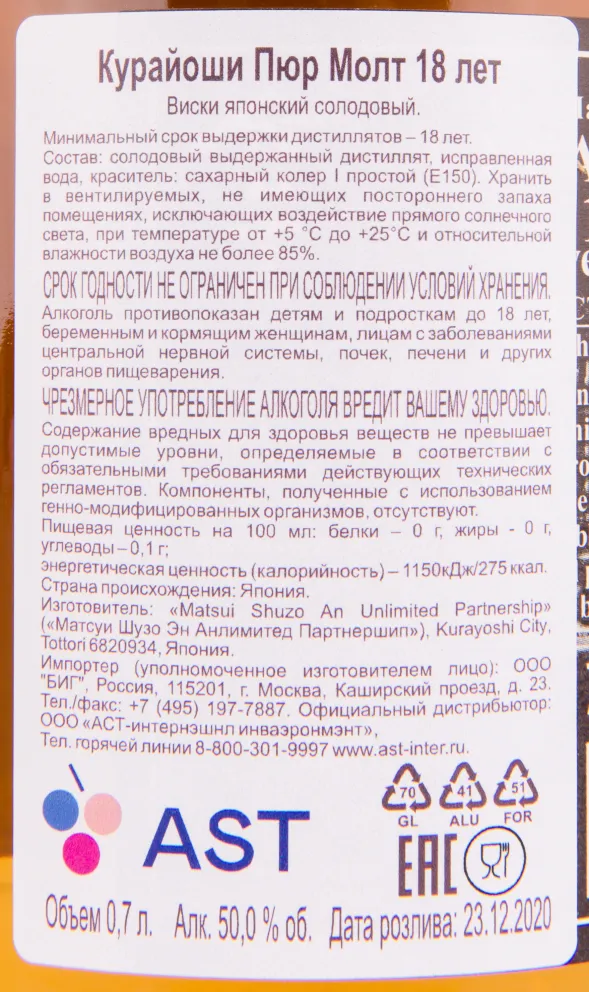 Курайоши Пюр Молт 18 лет
Виски японский солодовый.
Минимальный срок выдержки дистиллятов – 18 лет.
Состав: солодовый выдержанный дистиллят, исправленная
вода, краситель: сахарный колер I простой (Е150). Хранить
в вентилируемых, не имеющих постороннего запаха
помещениях, исключающих воздействие прямого солнечного
света, при температуре от +5 °С до +25°С и относительной
влажности воздуха не более 85%.
СРОК ГОДНОСТИ НЕ ОГРАНИЧЕН ПРИ СОБЛЮДЕНИИ УСЛОВИЙ ХРАНЕНИЯ.
Алкоголь противопоказан детям и подросткам до 18 лет,
беременным и кормящим женщинам, лицам с заболеваниями
центральной нервной системы, почек, печени и других
органов пищеварения.
ЧРЕЗМЕРНОЕ УПОТРЕБЛЕНИЕ АЛКОГОЛЯ ВРЕДИТ ВАШЕМУ ЗДОРОВЬЮ.
Содержание вредных для здоровья веществ не превышает
допустимые уровни, определяемые в соответствии с
обязательными требованиями действующих технических
регламентов. Компоненты, полученные с использованием
генно-модифицированных организмов, отсутствуют.
Пищевая ценность на 100 мл: белки – 0 г, жиры - 0 г,
углеводы – 0,1 г;
энергетическая ценность (калорийность) – 1150кДж/275 ккал.
Страна происхождения: Япония.
Изготовитель: «Matsui Shuzo An Unlimited Partnership»
(«Матсуи Шузо Эн Анлимитед Партнершип»), Kurayoshi City,
Tottori 6820934, Япония.
Импортер (уполномоченное изготовителем лицо): ООО
"БИГ", Россия, 115201, г. Москва, Каширский проезд, д. 23.
Тел./факс: +7 (495) 197-7887. Официальный дистрибьютор:
ООО «АСТ-интернэшнл инваэронмэнт»,
Тел. горячей линии 8-800-301-9997 www.ast-inter.ru.
70 41 51
GL ALU FOR
AST
EAC
Объем 0,7 л. Алк. 50,0 % об. Дата розлива: 23.12.2020